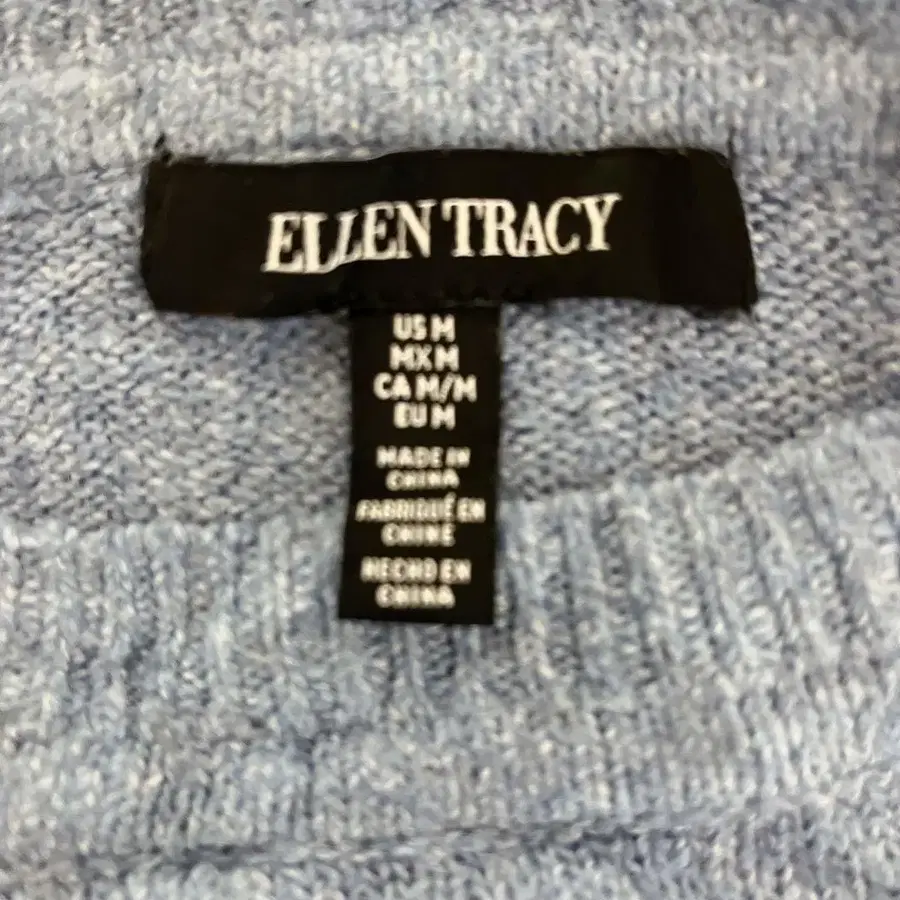 ELLEN TRACY
US M
MX M
CA M/M
EU M
MADE IN
CHINA
FABRIQUÉ EN
CHINE
HECHO EN
CHINA